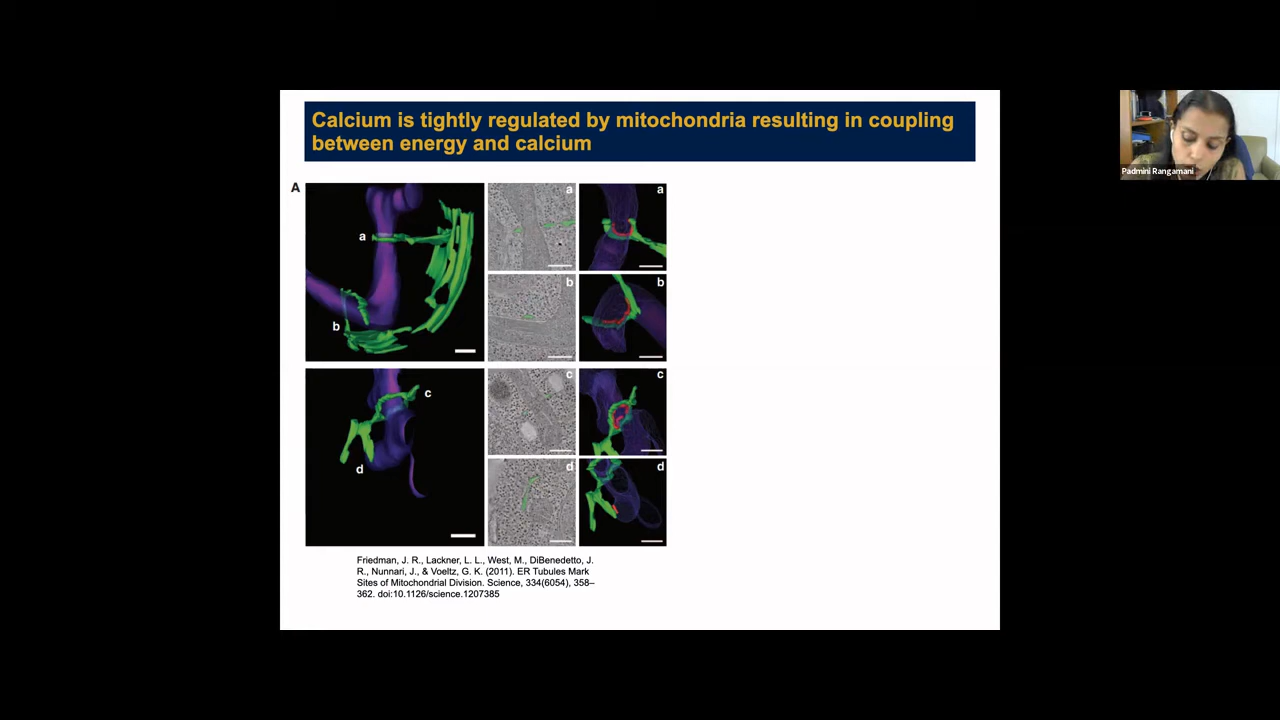 Calcium is tightly regulated by mitochondria resulting in coupling
between energy and calcium
A
a
b
a
a
b
b
c
d
c
c
d
d
Friedman, J. R., Lackner, L. L., West, M., DiBenedetto, J.
R., Nunnari, J., & Voeltz, G. K. (2011). ER Tubules Mark
Sites of Mitochondrial Division. Science, 334(6054), 358–
362. doi:10.1126/science.1207385
Padmini Rangamani